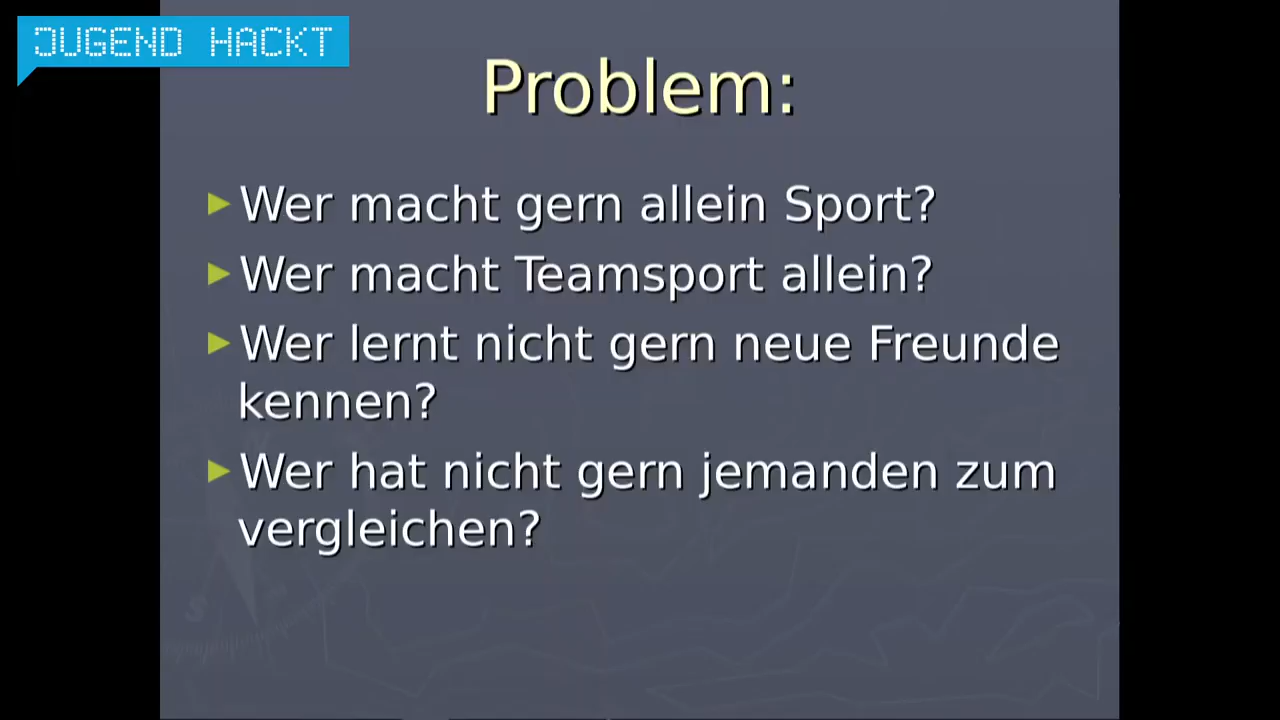 JUGEND HACKT
Problem:
Wer macht gern allein Sport?
Wer macht Teamsport allein?
Wer lernt nicht gern neue Freunde
kennen?
Wer hat nicht gern jemanden zum
vergleichen?